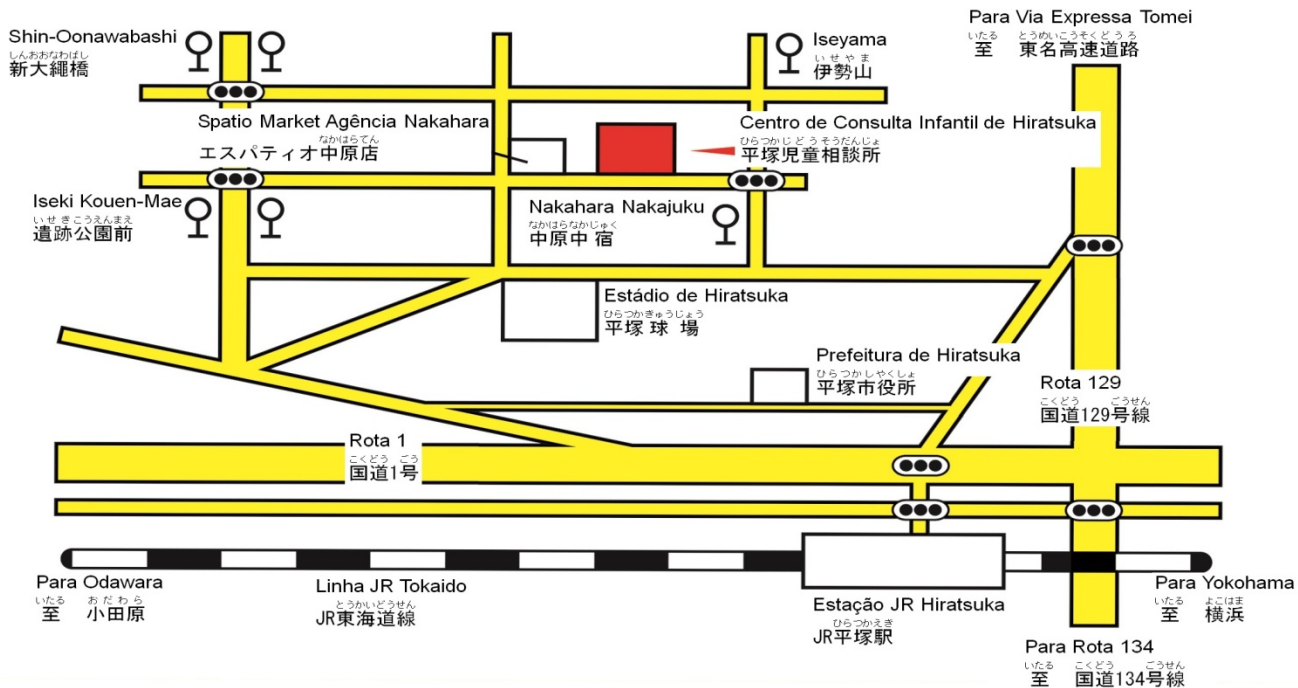 Para Via Expressa Tomei
いたる とうめいこうそくどうろ
至 東名高速道路
Shin-Oonawabashi
しんおおなわばし
新大縄橋
Iseyama
いせやま
伊勢山
Spatio Market Agência Nakahara
なかはらてん
エスパティオ中原店
Centro de Consulta Infantil de Hiratsuka
ひらつかじどうそうだんじょ
平塚児童相談所
Iseki Kouen-Mae
いせきこうえんまえ
遺跡公園前
Nakahara Nakajuku
なかはらなかじゅく
中原中宿
Estádio de Hiratsuka
ひらつかきゅうじょう
平塚球場
Prefeitura de Hiratsuka
ひらつかしやくしょ
平塚市役所
Rota 129
こくどう ごうせん
国道129号線
Rota 1
こくどう ごう
国道1号
Para Odawara
いたる おだわら
至 小田原
Linha JR Tokaido
とうかいどうせん
JR東海道線
Estação JR Hiratsuka
ひらつかえき
JR平塚駅
Para Yokohama
いたる よこはま
至 横浜
Para Rota 134
いたる こくどう ごうせん
至 国道134号線